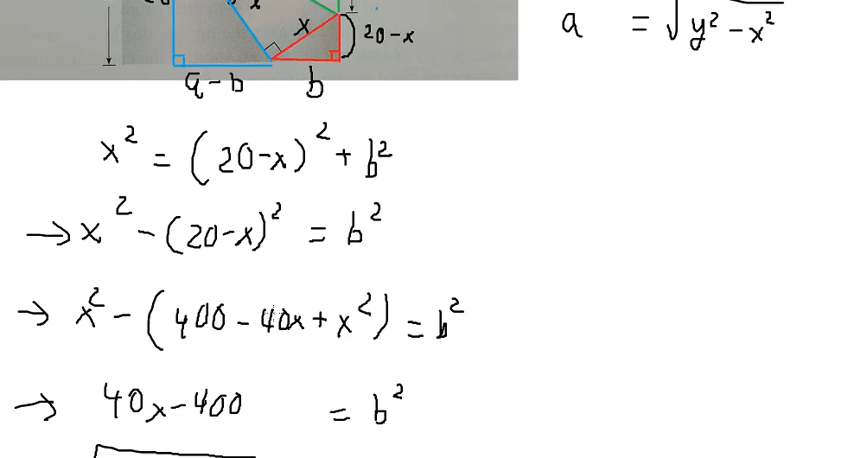 x
x
20-x
a-b
b
a = √y² - x²
x² = (20-x)² + b²
→ x² - (20-x)² = b²
→ x² - (400 - 40x + x²) = b²
→ 40x - 400 = b²